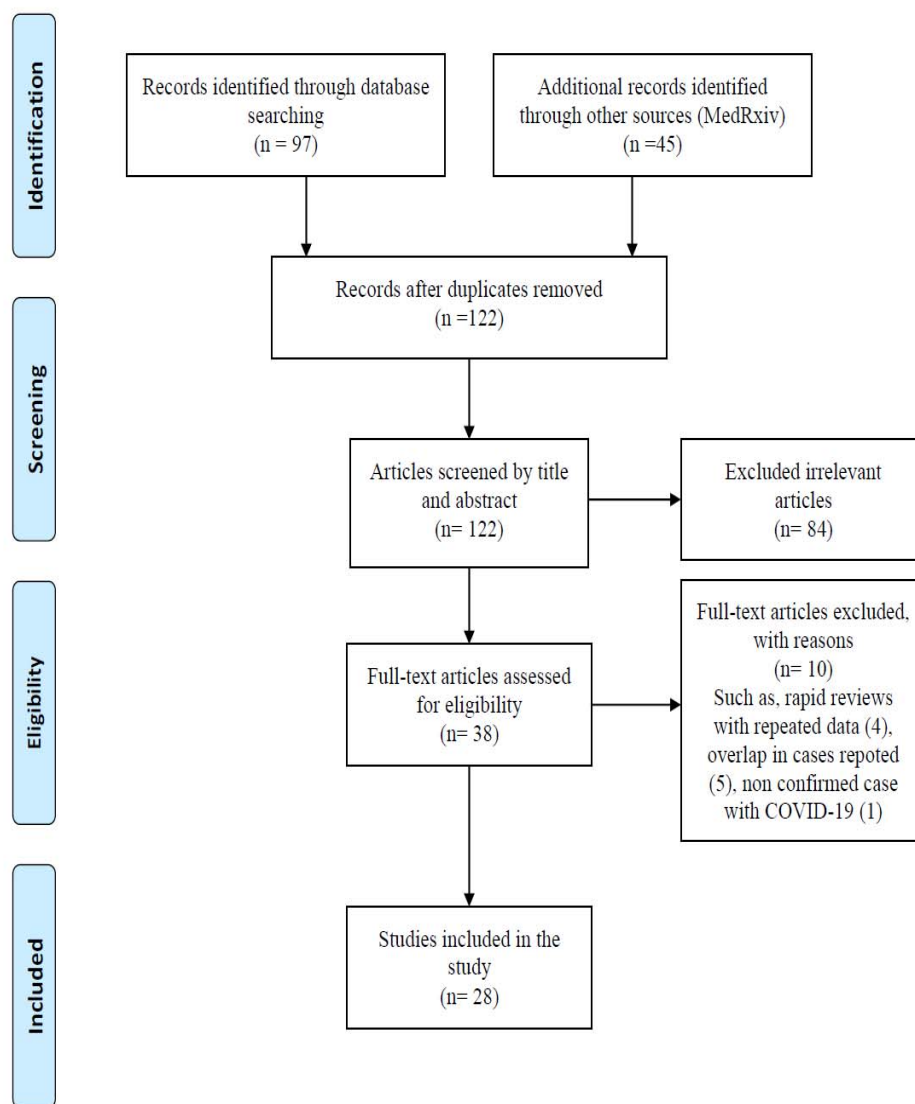 Identification
Records identified through database
searching
(n = 97)
Additional records identified
through other sources (MedRxiv)
(n =45)
Records after duplicates removed
(n =122)
Screening
Articles screened by title
and abstract
(n= 122)
Excluded irrelevant
articles
(n= 84)
Eligibility
Full-text articles assessed
for eligibility
(n= 38)
Full-text articles excluded,
with reasons
(n= 10)
Such as, rapid reviews
with repeated data (4),
overlap in cases repoted
(5), non confirmed case
with COVID-19 (1)
Included
Studies included in the
study
(n= 28)